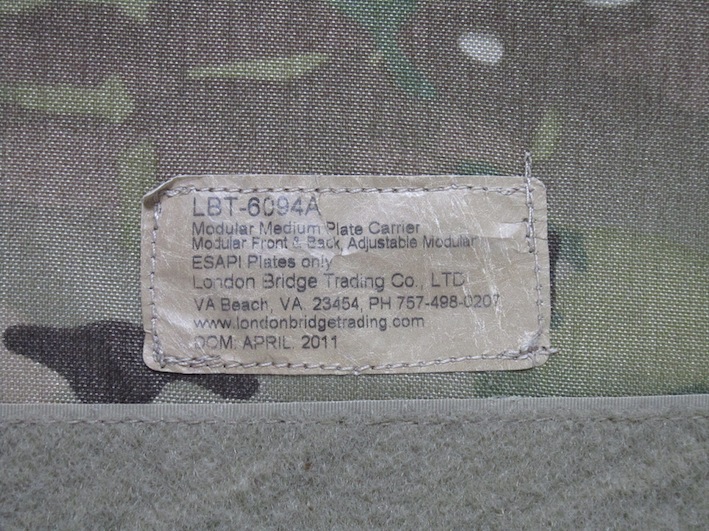 LBT-6094A
Modular Medium Plate Carrier
Modular Front & Back, Adjustable Modular
ESAPI Plates only
London Bridge Trading Co., LTD
VA Beach, VA. 23454, PH 757-498-0207
www.londonbridgetrading.com
DOM: APRIL, 2011